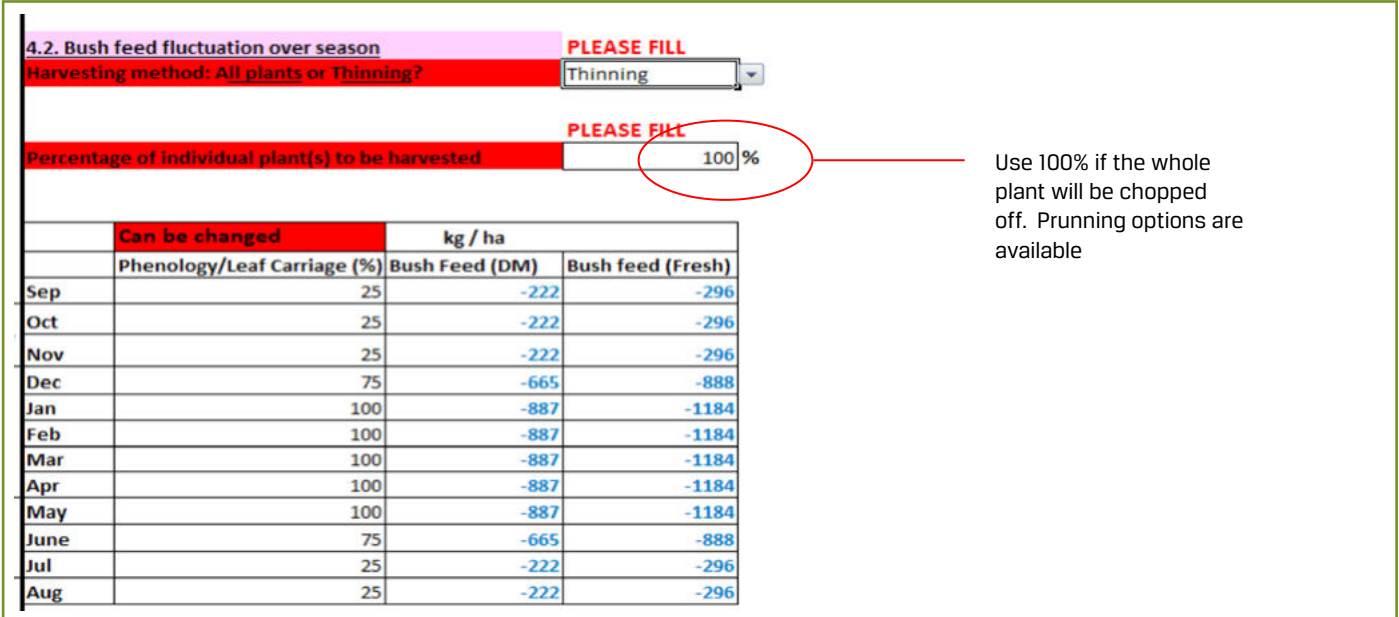 4.2. Bush feed fluctuation over season PLEASE FILL
Harvesting method: All plants or Thinning? Thinning
PLEASE FILL
Percentage of individual plant(s) to be harvested 100 %
Use 100% if the whole
plant will be chopped
off. Prunning options are
available
Can be changed kg / ha
Phenology/Leaf Carriage (%) Bush Feed (DM) Bush feed (Fresh)
Sep 25 -222 -296
Oct 25 -222 -296
Nov 25 -222 -296
Dec 75 -665 -888
Jan 100 -887 -1184
Feb 100 -887 -1184
Mar 100 -887 -1184
Apr 100 -887 -1184
May 100 -887 -1184
June 75 -665 -888
Jul 25 -222 -296
Aug 25 -222 -296